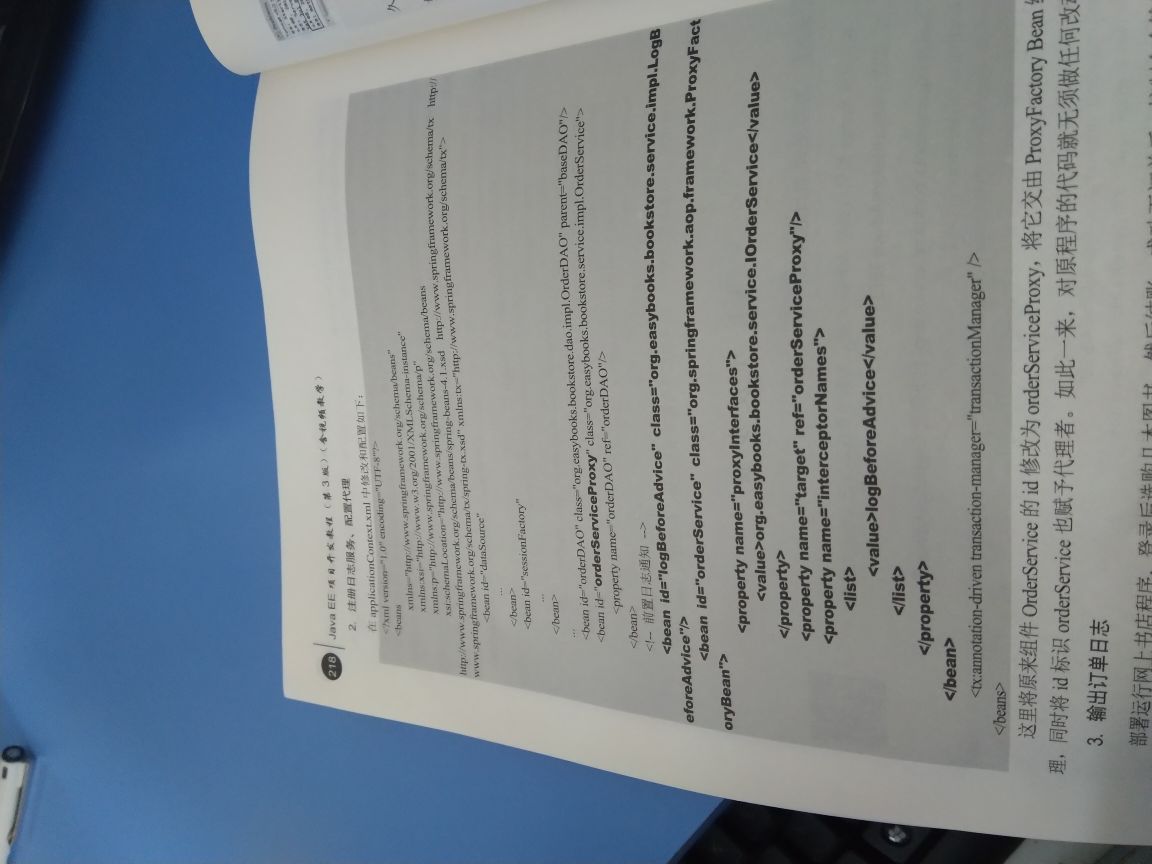 218 Java EE 项目开发教程（第 3 版）（含视频教学）
2. 注册日志服务、配置代理
在 applicationContext.xml 中修改和配置如下：
<?xml version="1.0" encoding="UTF-8"?>
<beans
xmlns="http://www.springframework.org/schema/beans"
xmlns:xsi="http://www.w3.org/2001/XMLSchema-instance"
xmlns:p="http://www.springframework.org/schema/p"
xsi:schemaLocation="http://www.springframework.org/schema/beans
http://www.springframework.org/schema/beans/spring-beans-4.1.xsd http://www.springframework.org/schema/tx http://
www.springframework.org/schema/tx/spring-tx.xsd" xmlns:tx="http://www.springframework.org/schema/tx">
<bean id="dataSource"
...
</bean>
<bean id="sessionFactory"
...
</bean>
...
<bean id="orderDAO" class="org.easybooks.bookstore.dao.impl.OrderDAO" parent="baseDAO"/>
<bean id="orderServiceProxy" class="org.easybooks.bookstore.service.impl.OrderService">
<property name="orderDAO" ref="orderDAO"/>
</bean>
<!-- 前置日志通知 -->
<bean id="logBeforeAdvice" class="org.easybooks.bookstore.service.impl.LogB
eforeAdvice"/>
<bean id="orderService" class="org.springframework.aop.framework.ProxyFact
oryBean">
<property name="proxyInterfaces">
<value>org.easybooks.bookstore.service.IOrderService</value>
</property>
<property name="target" ref="orderServiceProxy"/>
<property name="interceptorNames">
<list>
<value>logBeforeAdvice</value>
</list>
</property>
</bean>
<tx:annotation-driven transaction-manager="transactionManager" />
</beans>
这里将原来组件 OrderService 的 id 修改为 orderServiceProxy，将它交由 ProxyFactory Bean
理，同时将 id 标识 orderService 也赋予代理者。如此一来，对原程序的代码就无须做任何改
3. 输出订单日志
部署运行网上书店程序，登录后选购几本图书，然后结账